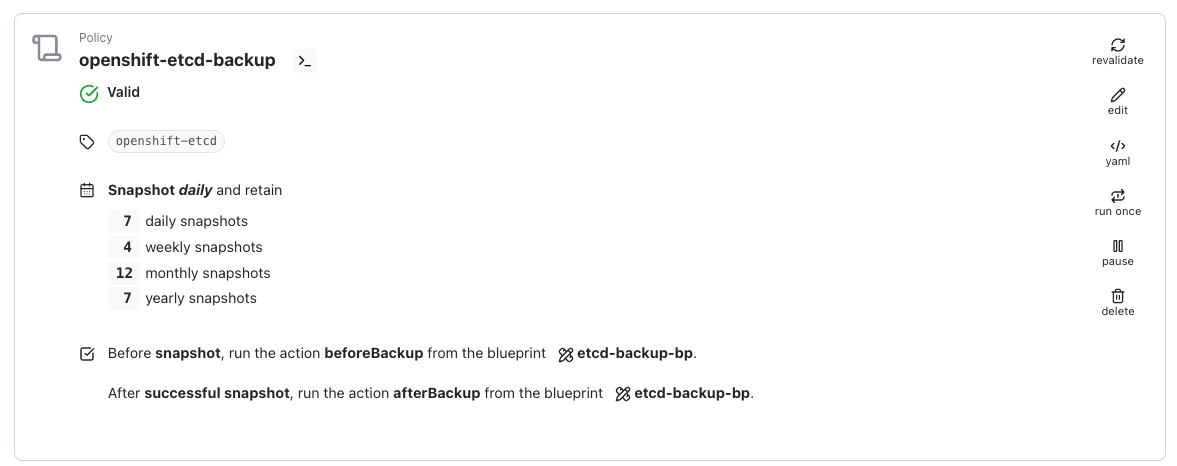 Policy
openshift-etcd-backup
revalidate
Valid
edit
openshift-etcd
yaml
Snapshot daily and retain
run once
7 daily snapshots
4 weekly snapshots
pause
12 monthly snapshots
7 yearly snapshots
delete
Before snapshot, run the action beforeBackup from the blueprint etcd-backup-bp.
After successful snapshot, run the action afterBackup from the blueprint etcd-backup-bp.